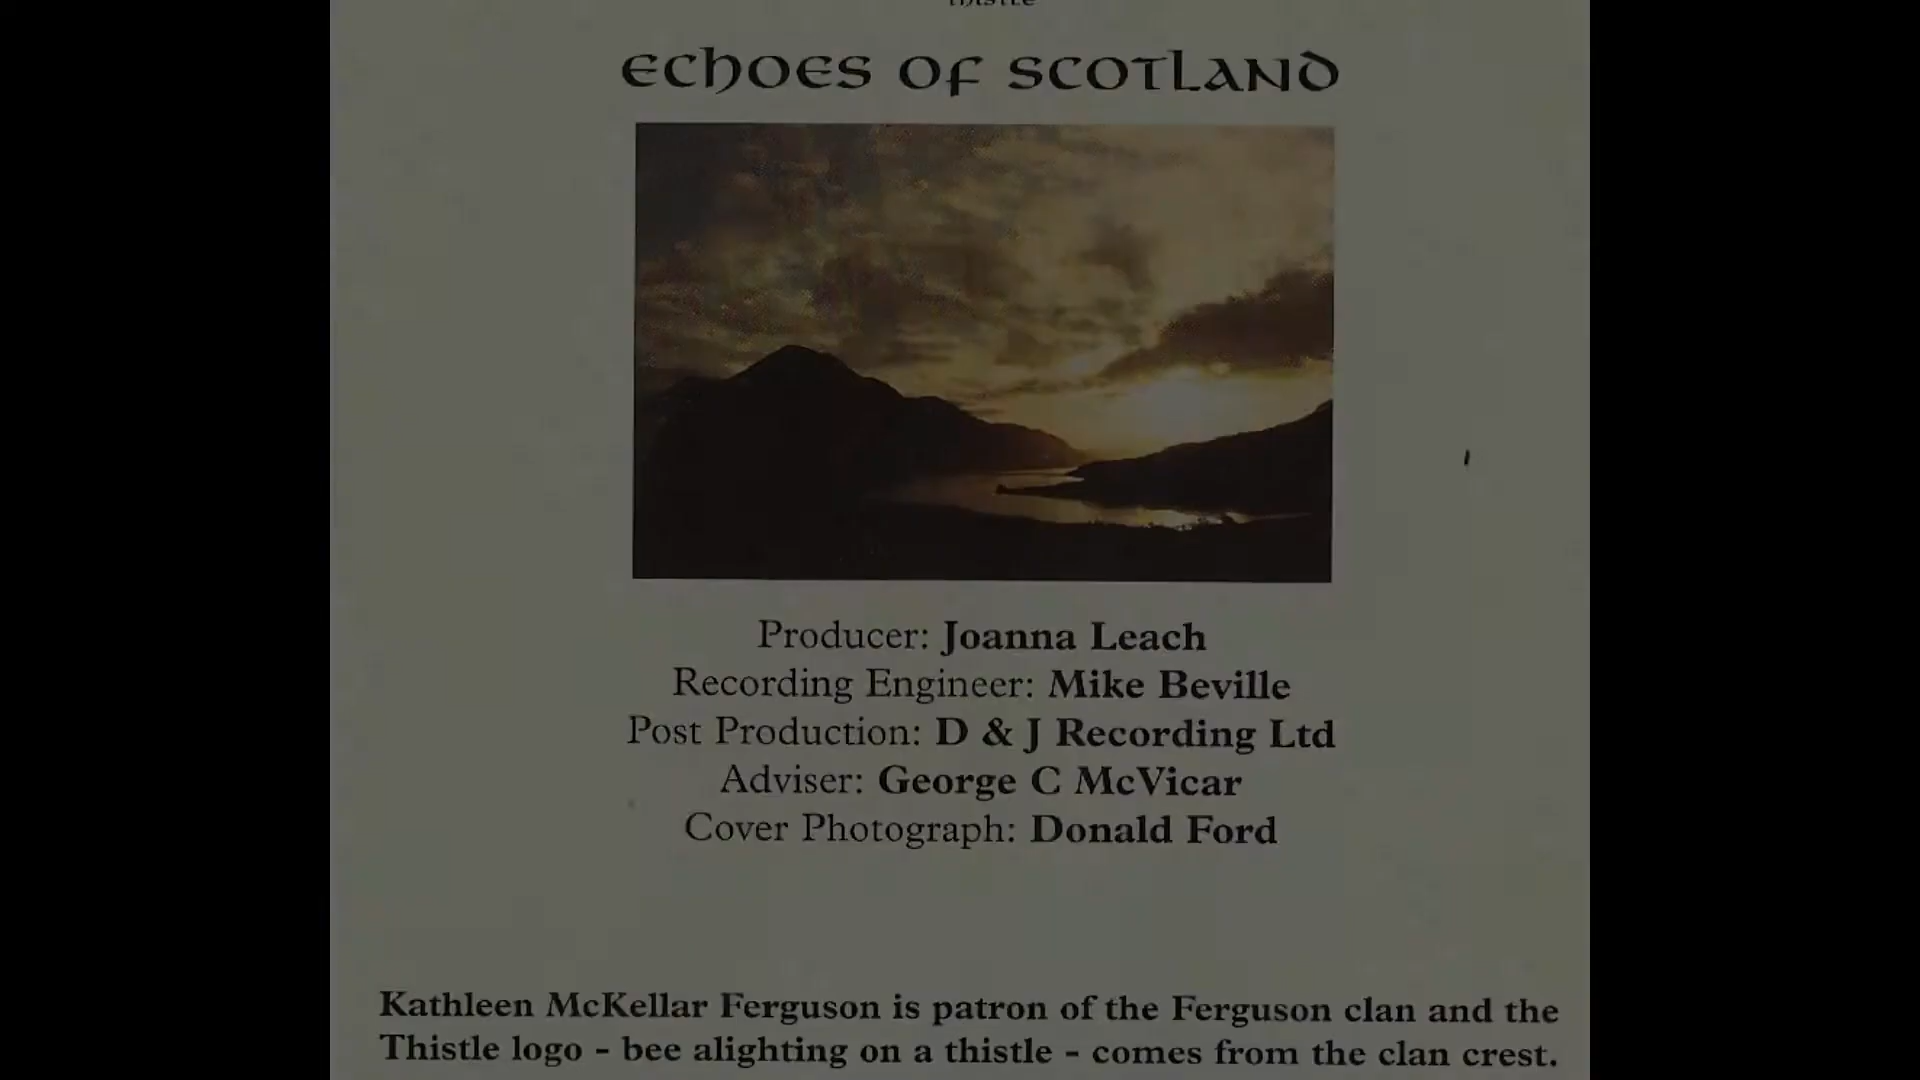 thistle
ECHOES OF SCOTLAND
Producer: Joanna Leach
Recording Engineer: Mike Beville
Post Production: D & J Recording Ltd
Adviser: George C McVicar
Cover Photograph: Donald Ford
Kathleen McKellar Ferguson is patron of the Ferguson clan and the
Thistle logo - bee alighting on a thistle - comes from the clan crest.